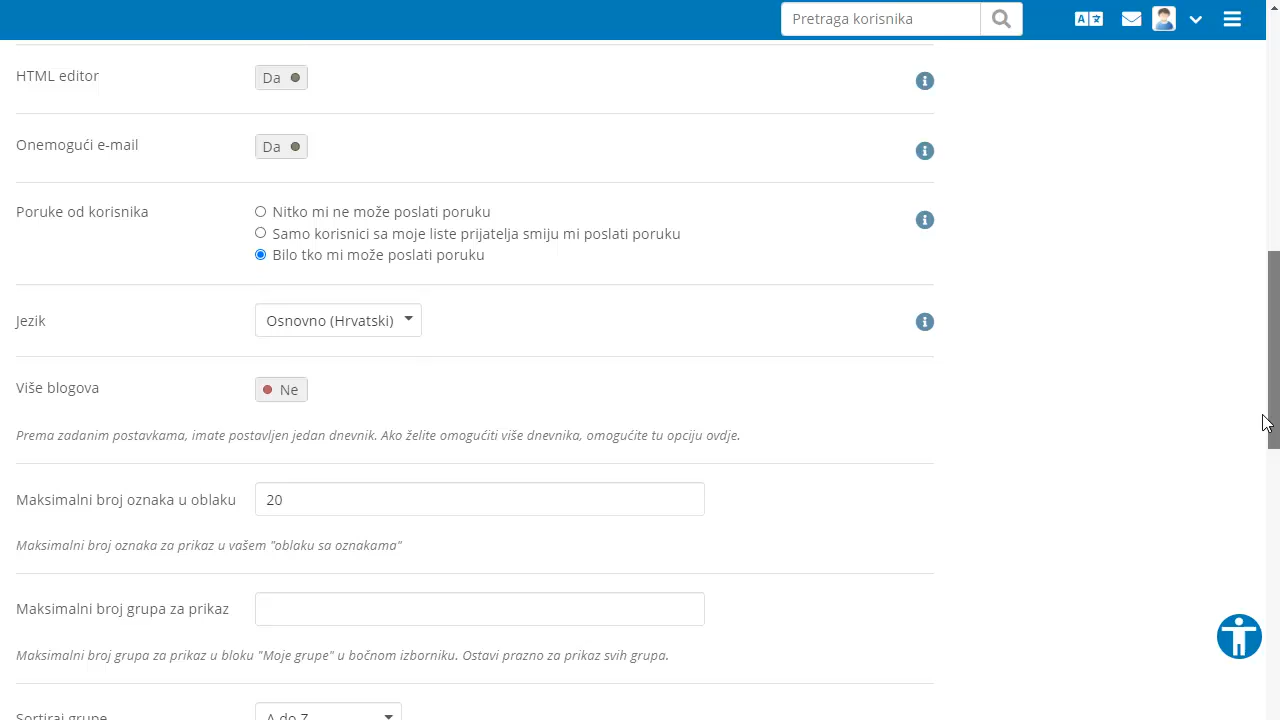 Pretraga korisnika
HTML editor
Da
Onemogući e-mail
Da
Poruke od korisnika
Nitko mi ne može poslati poruku
Samo korisnici sa moje liste prijatelja smiju mi poslati poruku
Bilo tko mi može poslati poruku
Jezik
Osnovno (Hrvatski)
Više blogova
Ne
Prema zadanim postavkama, imate postavljen jedan dnevnik. Ako želite omogućiti više dnevnika, omogućite tu opciju ovdje.
Maksimalni broj oznaka u oblaku
20
Maksimalni broj oznaka za prikaz u vašem "oblaku sa oznakama"
Maksimalni broj grupa za prikaz
Maksimalni broj grupa za prikaz u bloku "Moje grupe" u bočnom izborniku. Ostavi prazno za prikaz svih grupa.
Sortiraj grupe
A do Z